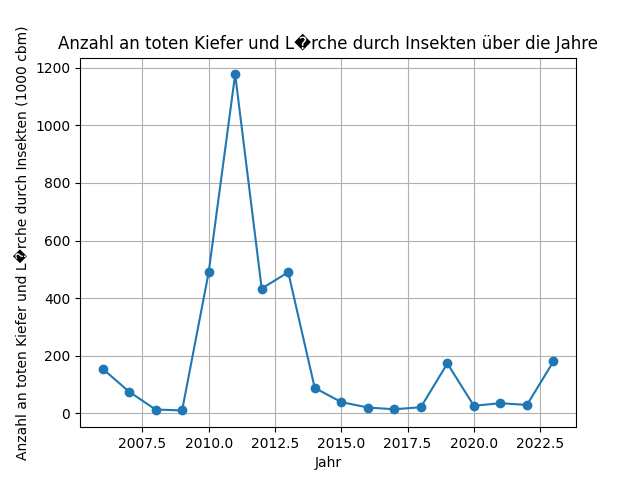 Anzahl an toten Kiefer und L�rche durch Insekten über die Jahre
Anzahl an toten Kiefer und L�rche durch Insekten (1000 cbm)
1200
1000
800
600
400
200
0
2007.5 2010.0 2012.5 2015.0 2017.5 2020.0 2022.5
Jahr